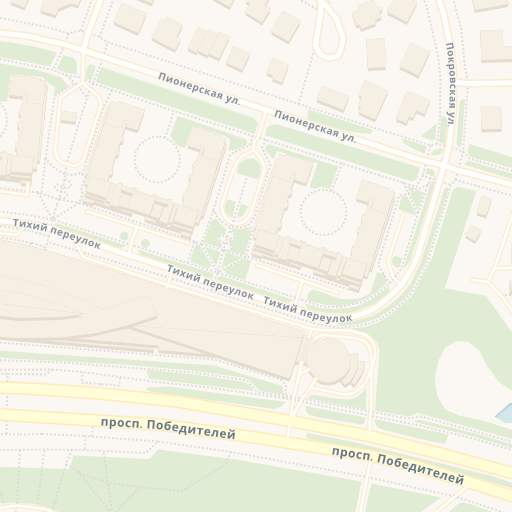 Пионерская ул.
Пионерская ул.
Покровская ул.
Тихий переулок
Тихий переулок
Тихий переулок
просп. Победителей
просп. Победителей